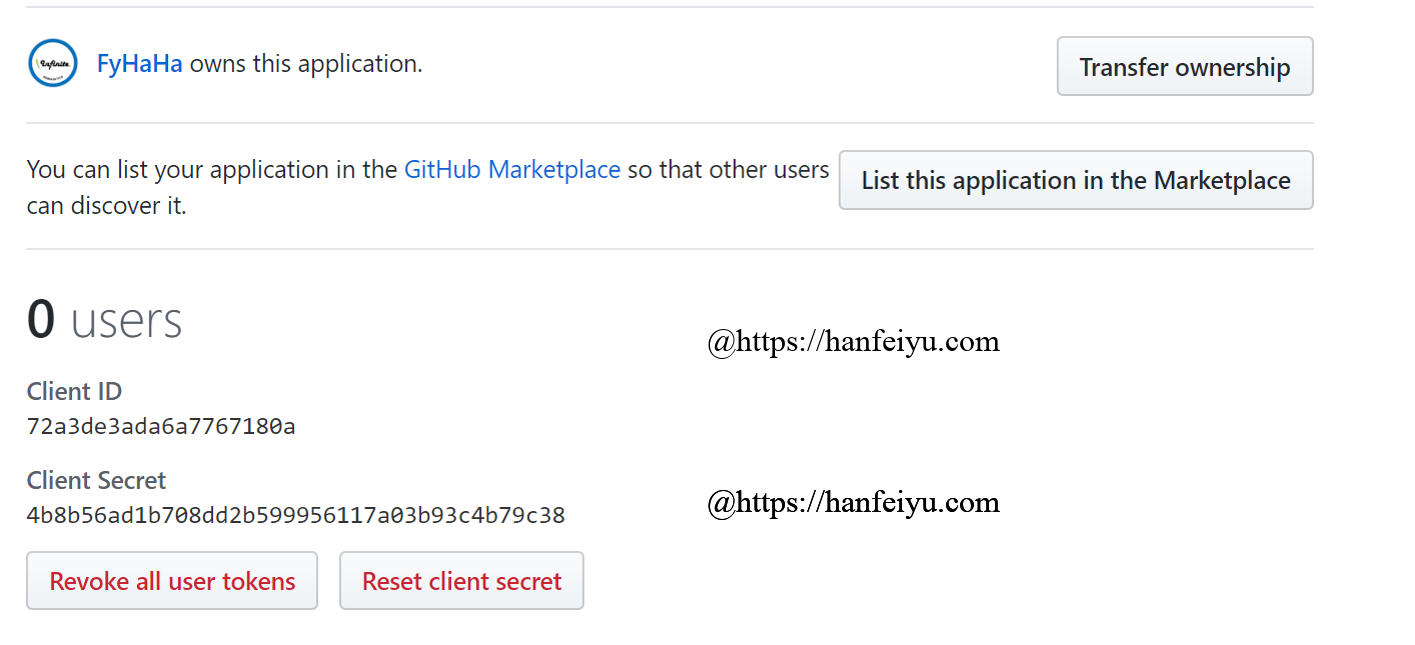 Infinite
FyHaHa owns this application.
Transfer ownership
You can list your application in the GitHub Marketplace so that other users
can discover it.
List this application in the Marketplace
0 users
@https://hanfeiyu.com
Client ID
72a3de3ada6a7767180a
Client Secret
4b8b56ad1b708dd2b599956117a03b93c4b79c38
@https://hanfeiyu.com
Revoke all user tokens
Reset client secret